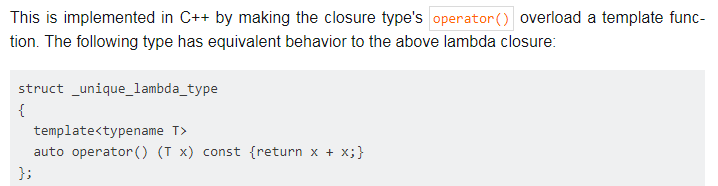 This is implemented in C++ by making the closure type's operator() overload a template func-
tion. The following type has equivalent behavior to the above lambda closure:
struct _unique_lambda_type
{
  template<typename T>
  auto operator() (T x) const {return x + x;}
};